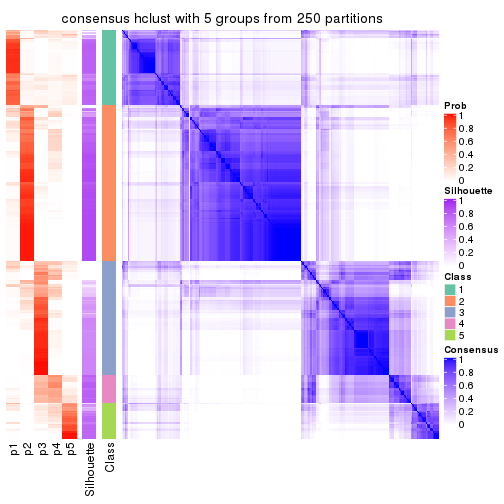 consensus hclust with 5 groups from 250 partitions
Prob
1
0.8
0.6
0.4
0.2
0
Silhouette
1
0.8
0.6
0.4
0.2
0
Class
1
2
3
4
5
Consensus
1
0.8
0.6
0.4
0.2
0
p1
p2
p3
p4
p5
Silhouette
Class